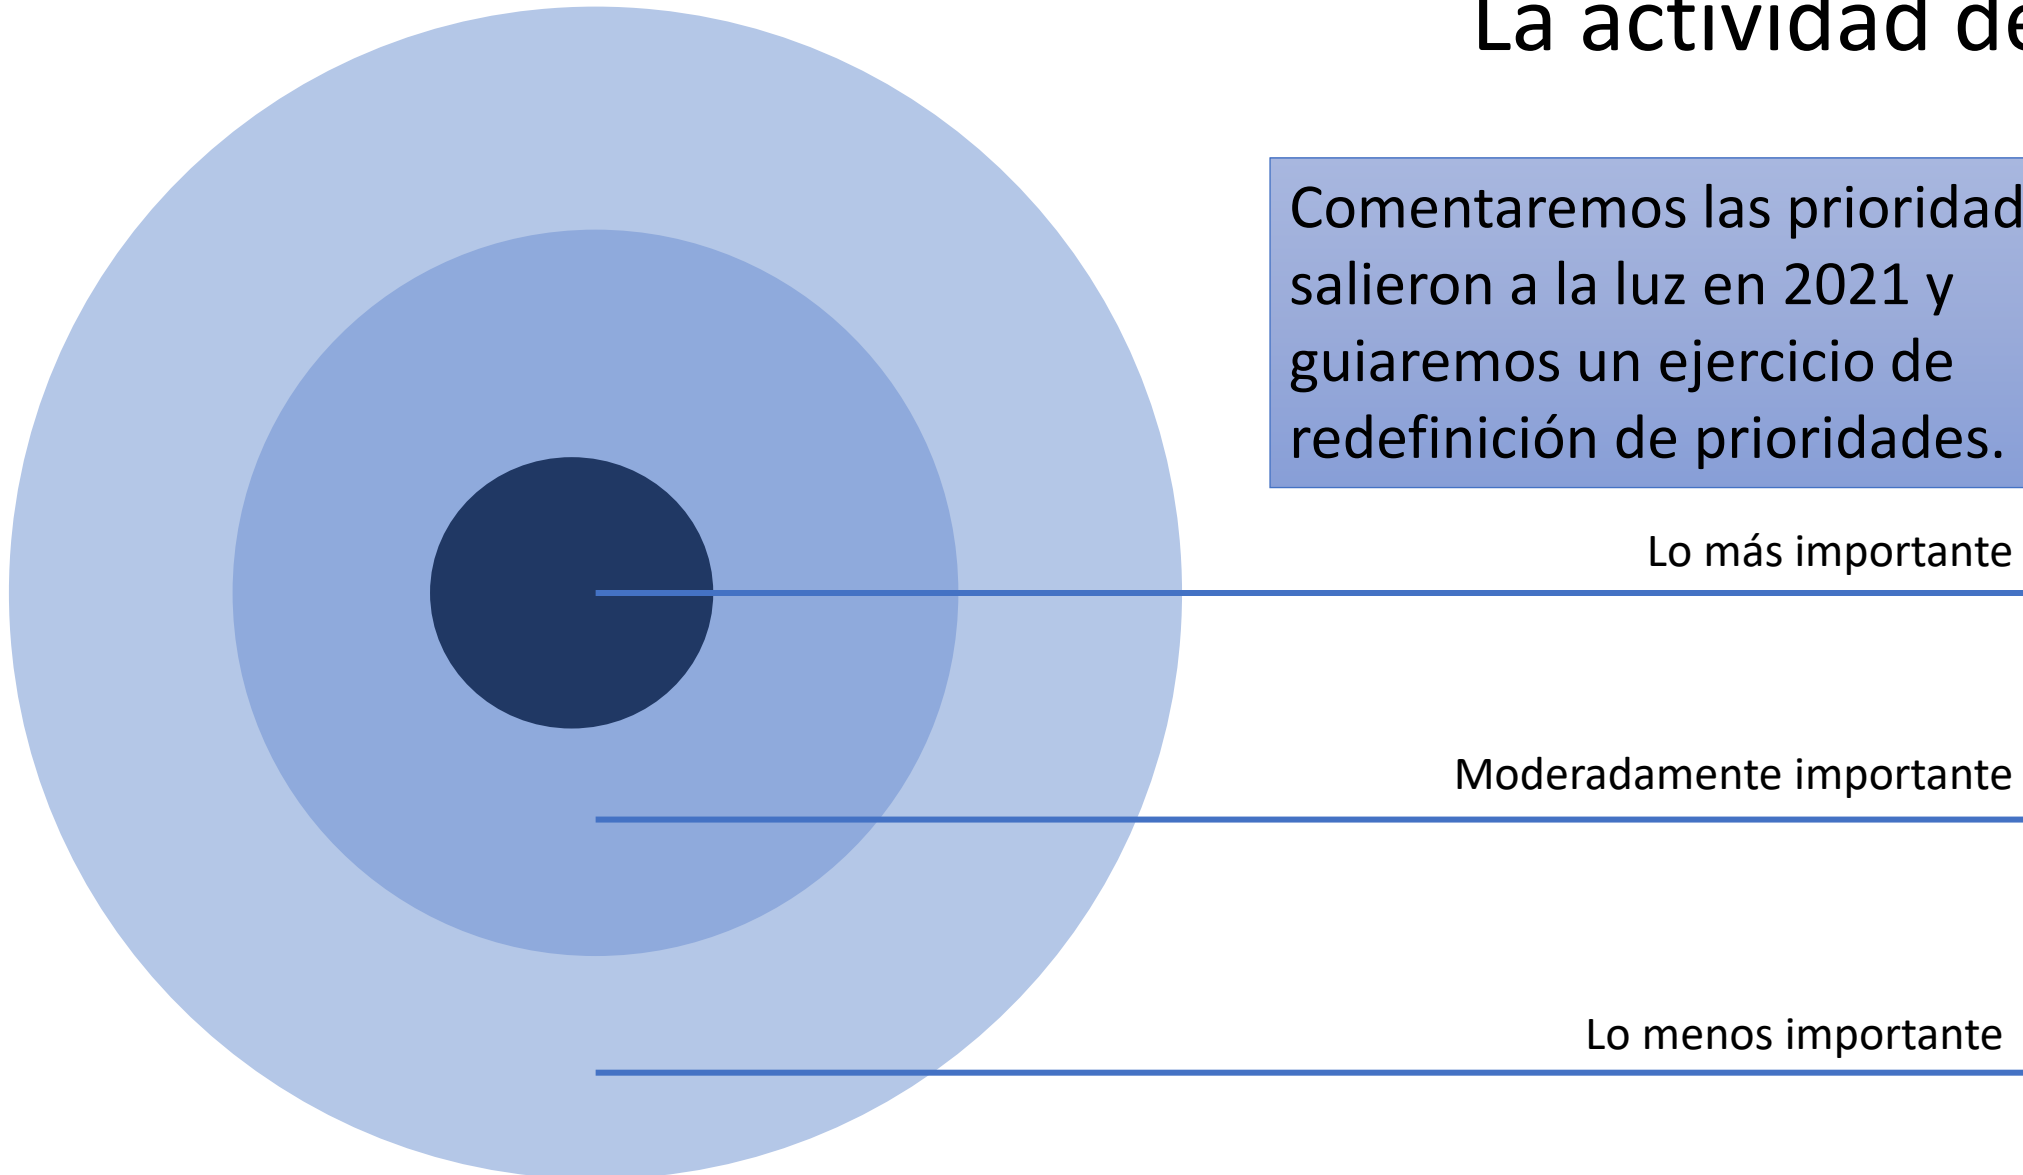 La actividad de
Comentaremos las prioridad
salieron a la luz en 2021 y
guiaremos un ejercicio de
redefinición de prioridades.
Lo más importante
Moderadamente importante
Lo menos importante